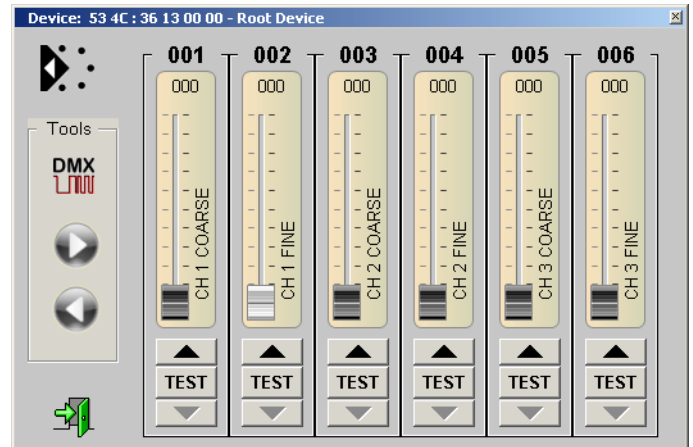 Device: 53 4C : 36 13 00 00 - Root Device
001 002 003 004 005 006
000 000 000 000 000 000
Tools
DMX
CH 1 COARSE
CH 1 FINE
CH 2 COARSE
CH 2 FINE
CH 3 COARSE
CH 3 FINE
TEST TEST TEST TEST TEST TEST